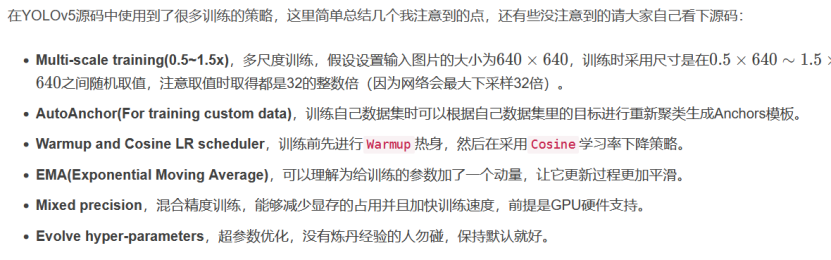 在YOLOv5源码中使用到了很多训练的策略，这里简单总结几个我注意到的点，还有些没注意到的请大家自己看下源码：
• Multi-scale training(0.5~1.5x)，多尺度训练，假设设置输入图片的大小为640 × 640，训练时采用尺寸是在0.5 × 640 ∼ 1.5 ×
640之间随机取值，注意取值时取得都是32的整数倍（因为网络会最大下采样32倍）。
• AutoAnchor(For training custom data)，训练自己数据集时可以根据自己数据集里的目标进行重新聚类生成Anchors模板。
• Warmup and Cosine LR scheduler，训练前先进行 Warmup 热身，然后在采用 Cosine 学习率下降策略。
• EMA(Exponential Moving Average)，可以理解为给训练的参数加了一个动量，让它更新过程更加平滑。
• Mixed precision，混合精度训练，能够减少显存的占用并且加快训练速度，前提是GPU硬件支持。
• Evolve hyper-parameters，超参数优化，没有炼丹经验的人勿碰，保持默认就好。